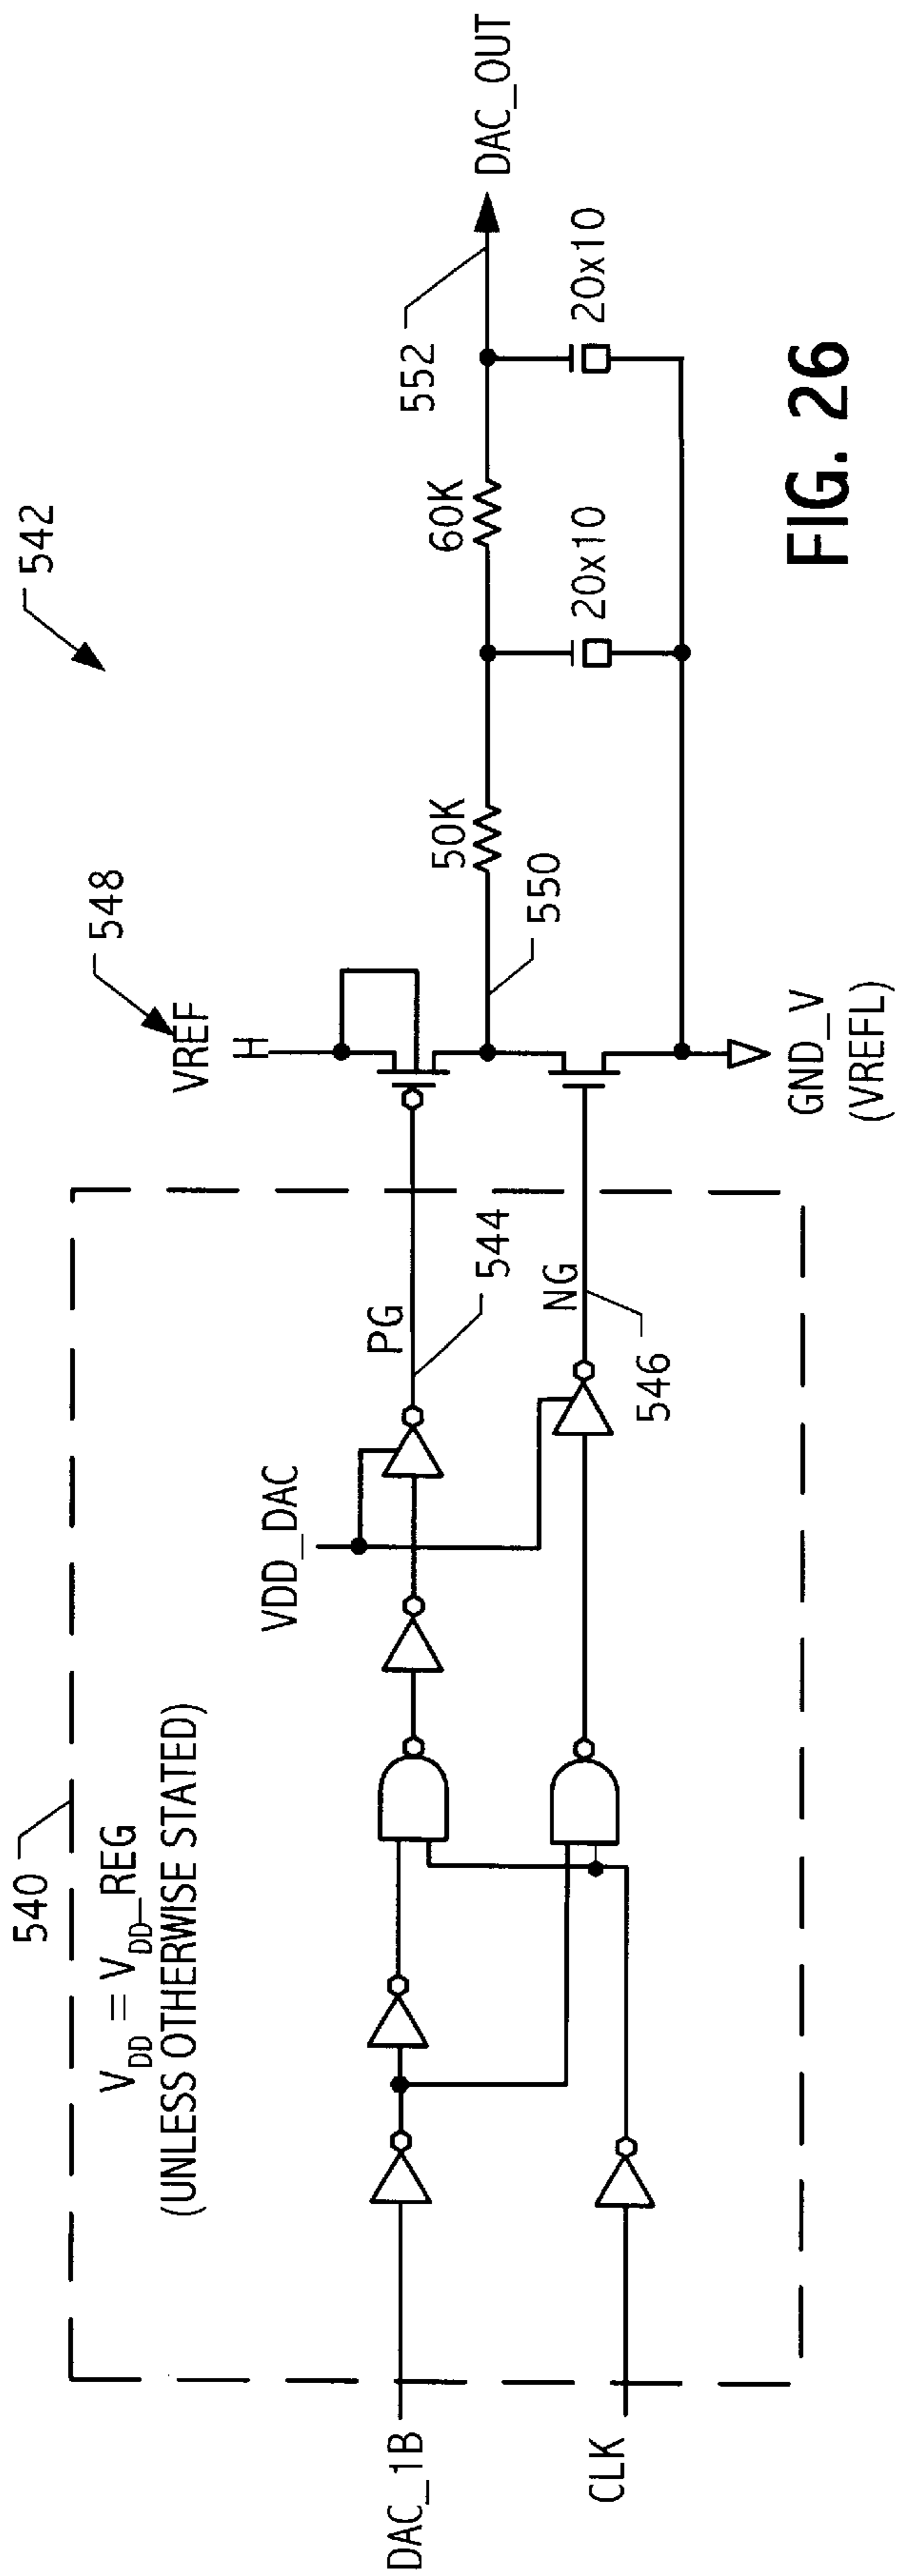 542
548
VREF
H
DAC_OUT
552
60K
50K
20x10
20x10
550
GND_V
(VREFL)
540
V_DD = V_DD_REG
(UNLESS OTHERWISE STATED)
VDD_DAC
PG
544
NG
546
DAC_1B
CLK
FIG. 26